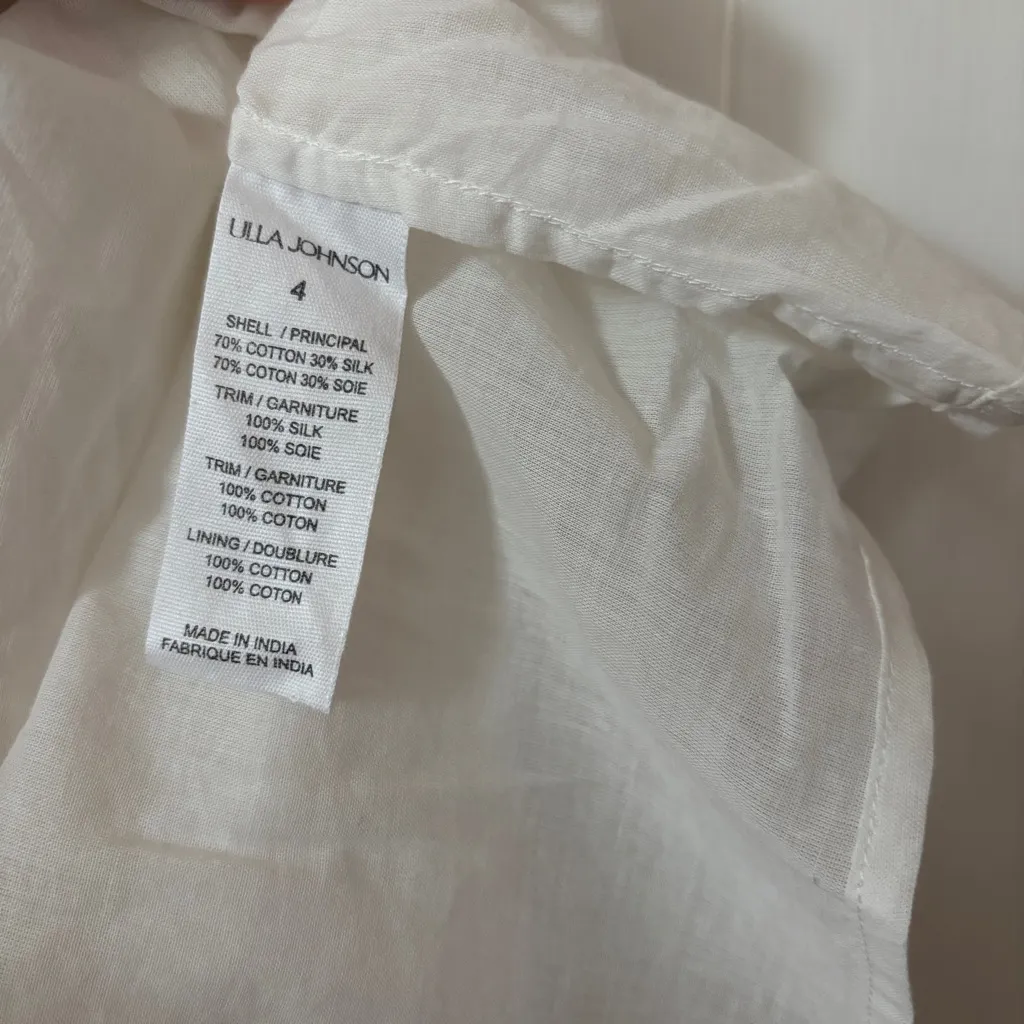 ULLA JOHNSON
4
SHELL / PRINCIPAL
70% COTTON 30% SILK
70% COTON 30% SOIE
TRIM / GARNITURE
100% SILK
100% SOIE
TRIM / GARNITURE
100% COTTON
100% COTON
LINING / DOUBLURE
100% COTTON
100% COTON
MADE IN INDIA
FABRIQUE EN INDIA